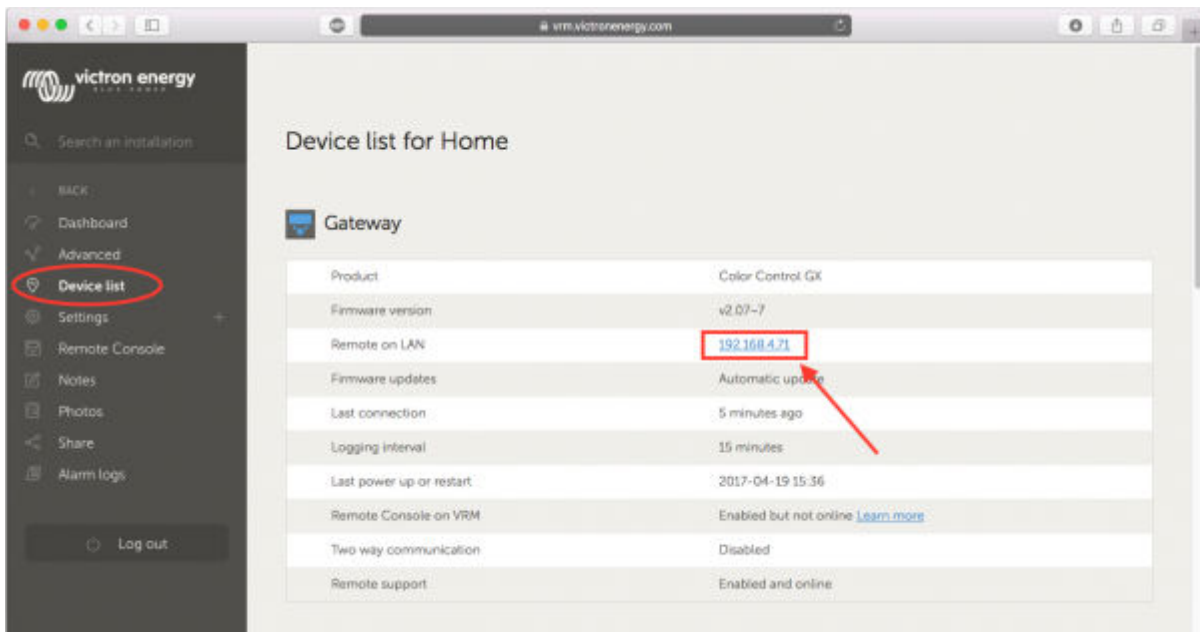 vrm.victronenergy.com
victron energy
BLUE POWER
Search an installation
BACK
Dashboard
Advanced
Device list
Settings
Remote Console
Notes
Photos
Share
Alarm logs
Log out
Device list for Home
Gateway
Product Color Control GX
Firmware version v2.07~7
Remote on LAN 192.168.4.71
Firmware updates Automatic update
Last connection 5 minutes ago
Logging interval 15 minutes
Last power up or restart 2017-04-19 15:36
Remote Console on VRM Enabled but not online Learn more
Two way communication Disabled
Remote support Enabled and online